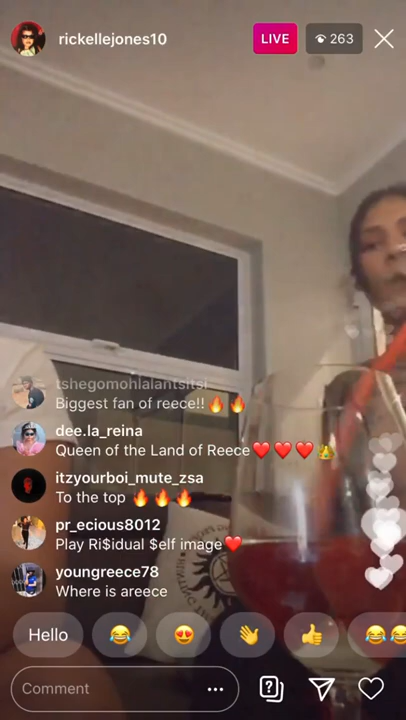 rickellejones10
LIVE
263
tshegomohlalantsitsi
Biggest fan of reece!! 🔥🔥
dee.la_reina
Queen of the Land of Reece❤️❤️❤️👸
itzyourboi_mute_zsa
To the top 🔥🔥🔥
pr_ecious8012
Play Ri$idual $elf image❤️
youngreece78
Where is areece
Hello 😂 😍 👋 👍 😂😂
Comment